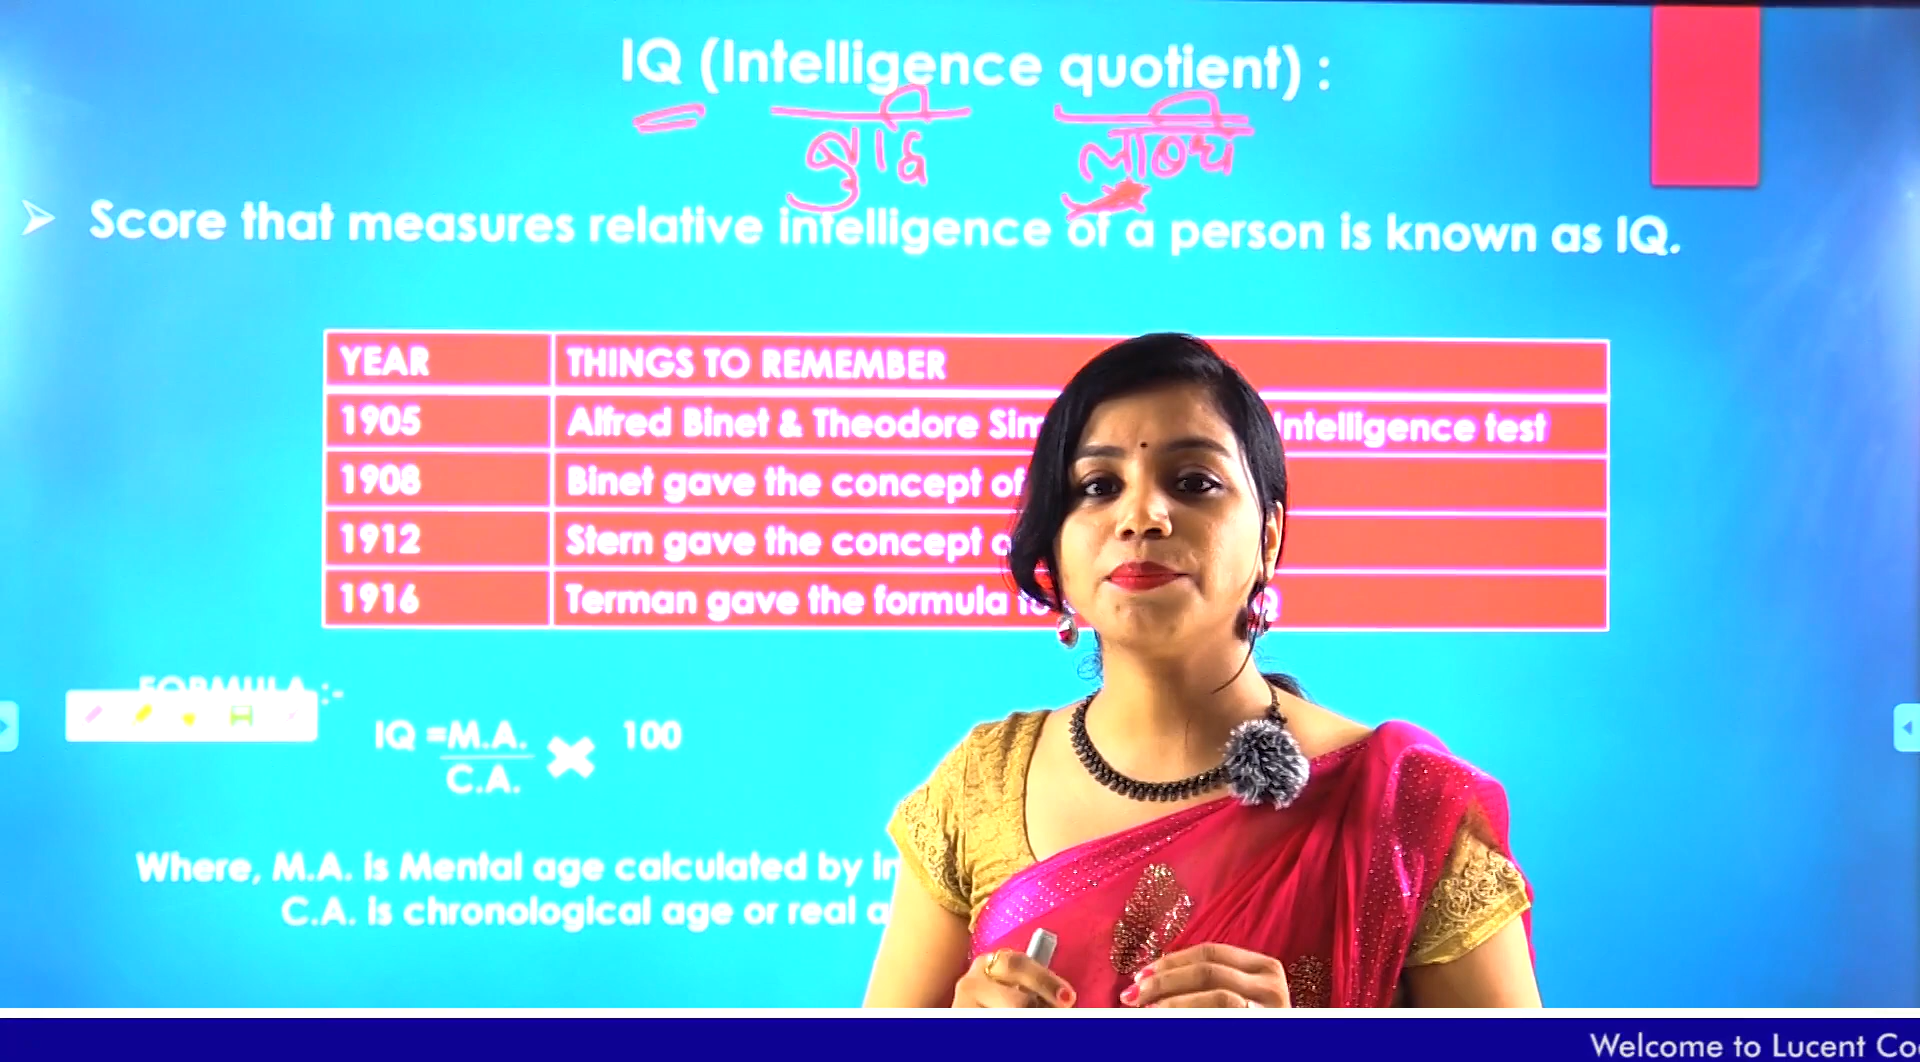 IQ (Intelligence quotient) :
बुद्धि लब्धि
Score that measures relative intelligence of a person is known as IQ.
YEAR THINGS TO REMEMBER
1905 Alfred Binet & Theodore Sim Intelligence test
1908 Binet gave the concept of
1912 Stern gave the concept
1916 Terman gave the formula
FORMULA :-
IQ = M.A. × 100
C.A.
Where, M.A. is Mental age calculated by in
C.A. is chronological age or real a
Welcome to Lucent Co